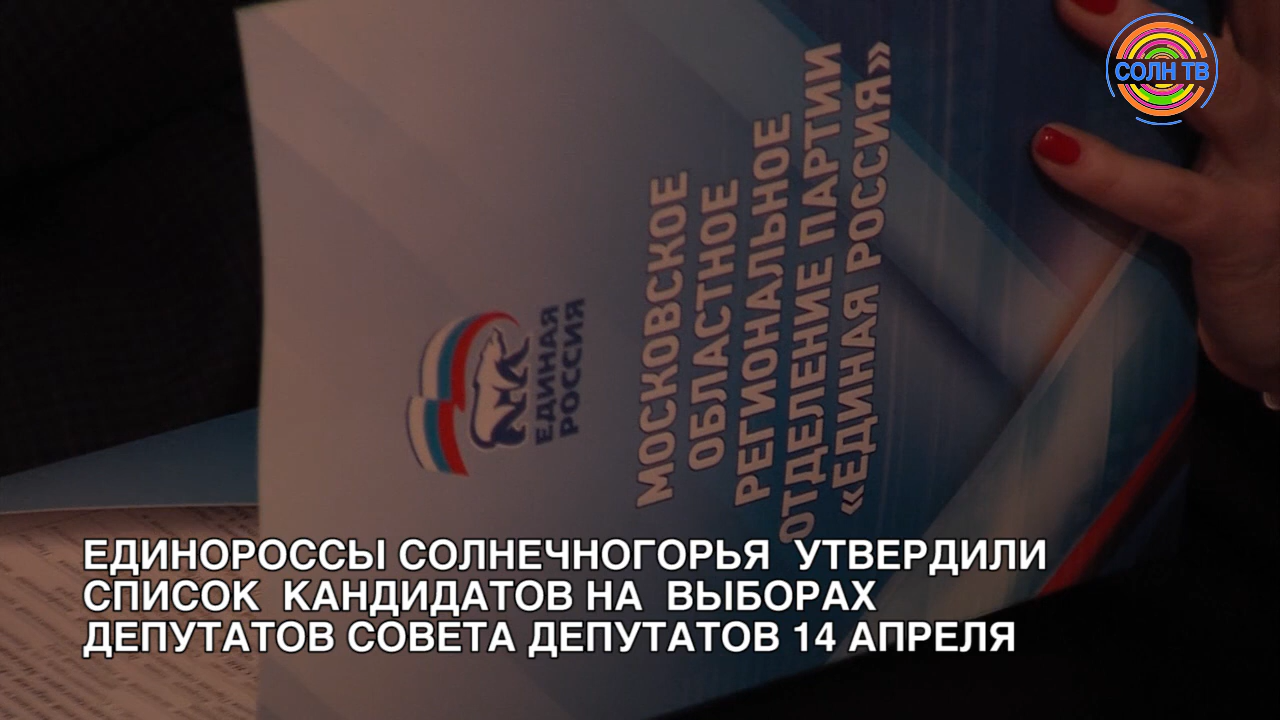 СОЛН ТВ
МОСКОВСКОЕ
ОБЛАСТНОЕ
РЕГИОНАЛЬНОЕ
ОТДЕЛЕНИЕ ПАРТИИ
«ЕДИНАЯ РОССИЯ»
ЕДИНАЯ
РОССИЯ
ЕДИНОРОССЫ СОЛНЕЧНОГОРЬЯ УТВЕРДИЛИ
СПИСОК КАНДИДАТОВ НА ВЫБОРАХ
ДЕПУТАТОВ СОВЕТА ДЕПУТАТОВ 14 АПРЕЛЯ